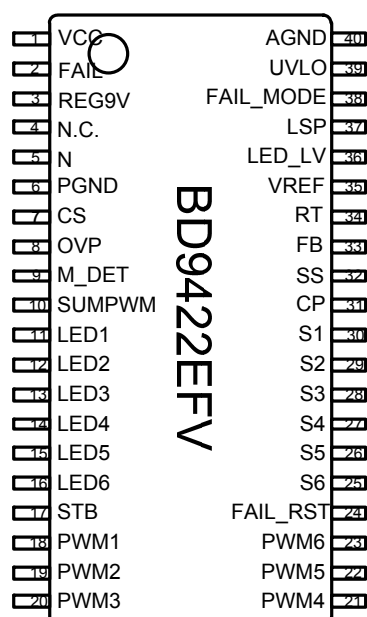 1 VCC AGND 40
2 FAIL UVLO 39
3 REG9V FAIL_MODE 38
4 N.C. LSP 37
5 N LED_LV 36
6 PGND VREF 35
7 CS RT 34
8 OVP FB 33
9 M_DET SS 32
10 SUMPWM CP 31
11 LED1 S1 30
12 LED2 S2 29
13 LED3 S3 28
14 LED4 S4 27
15 LED5 S5 26
16 LED6 S6 25
17 STB FAIL_RST 24
18 PWM1 PWM6 23
19 PWM2 PWM5 22
20 PWM3 PWM4 21
BD9422EFV